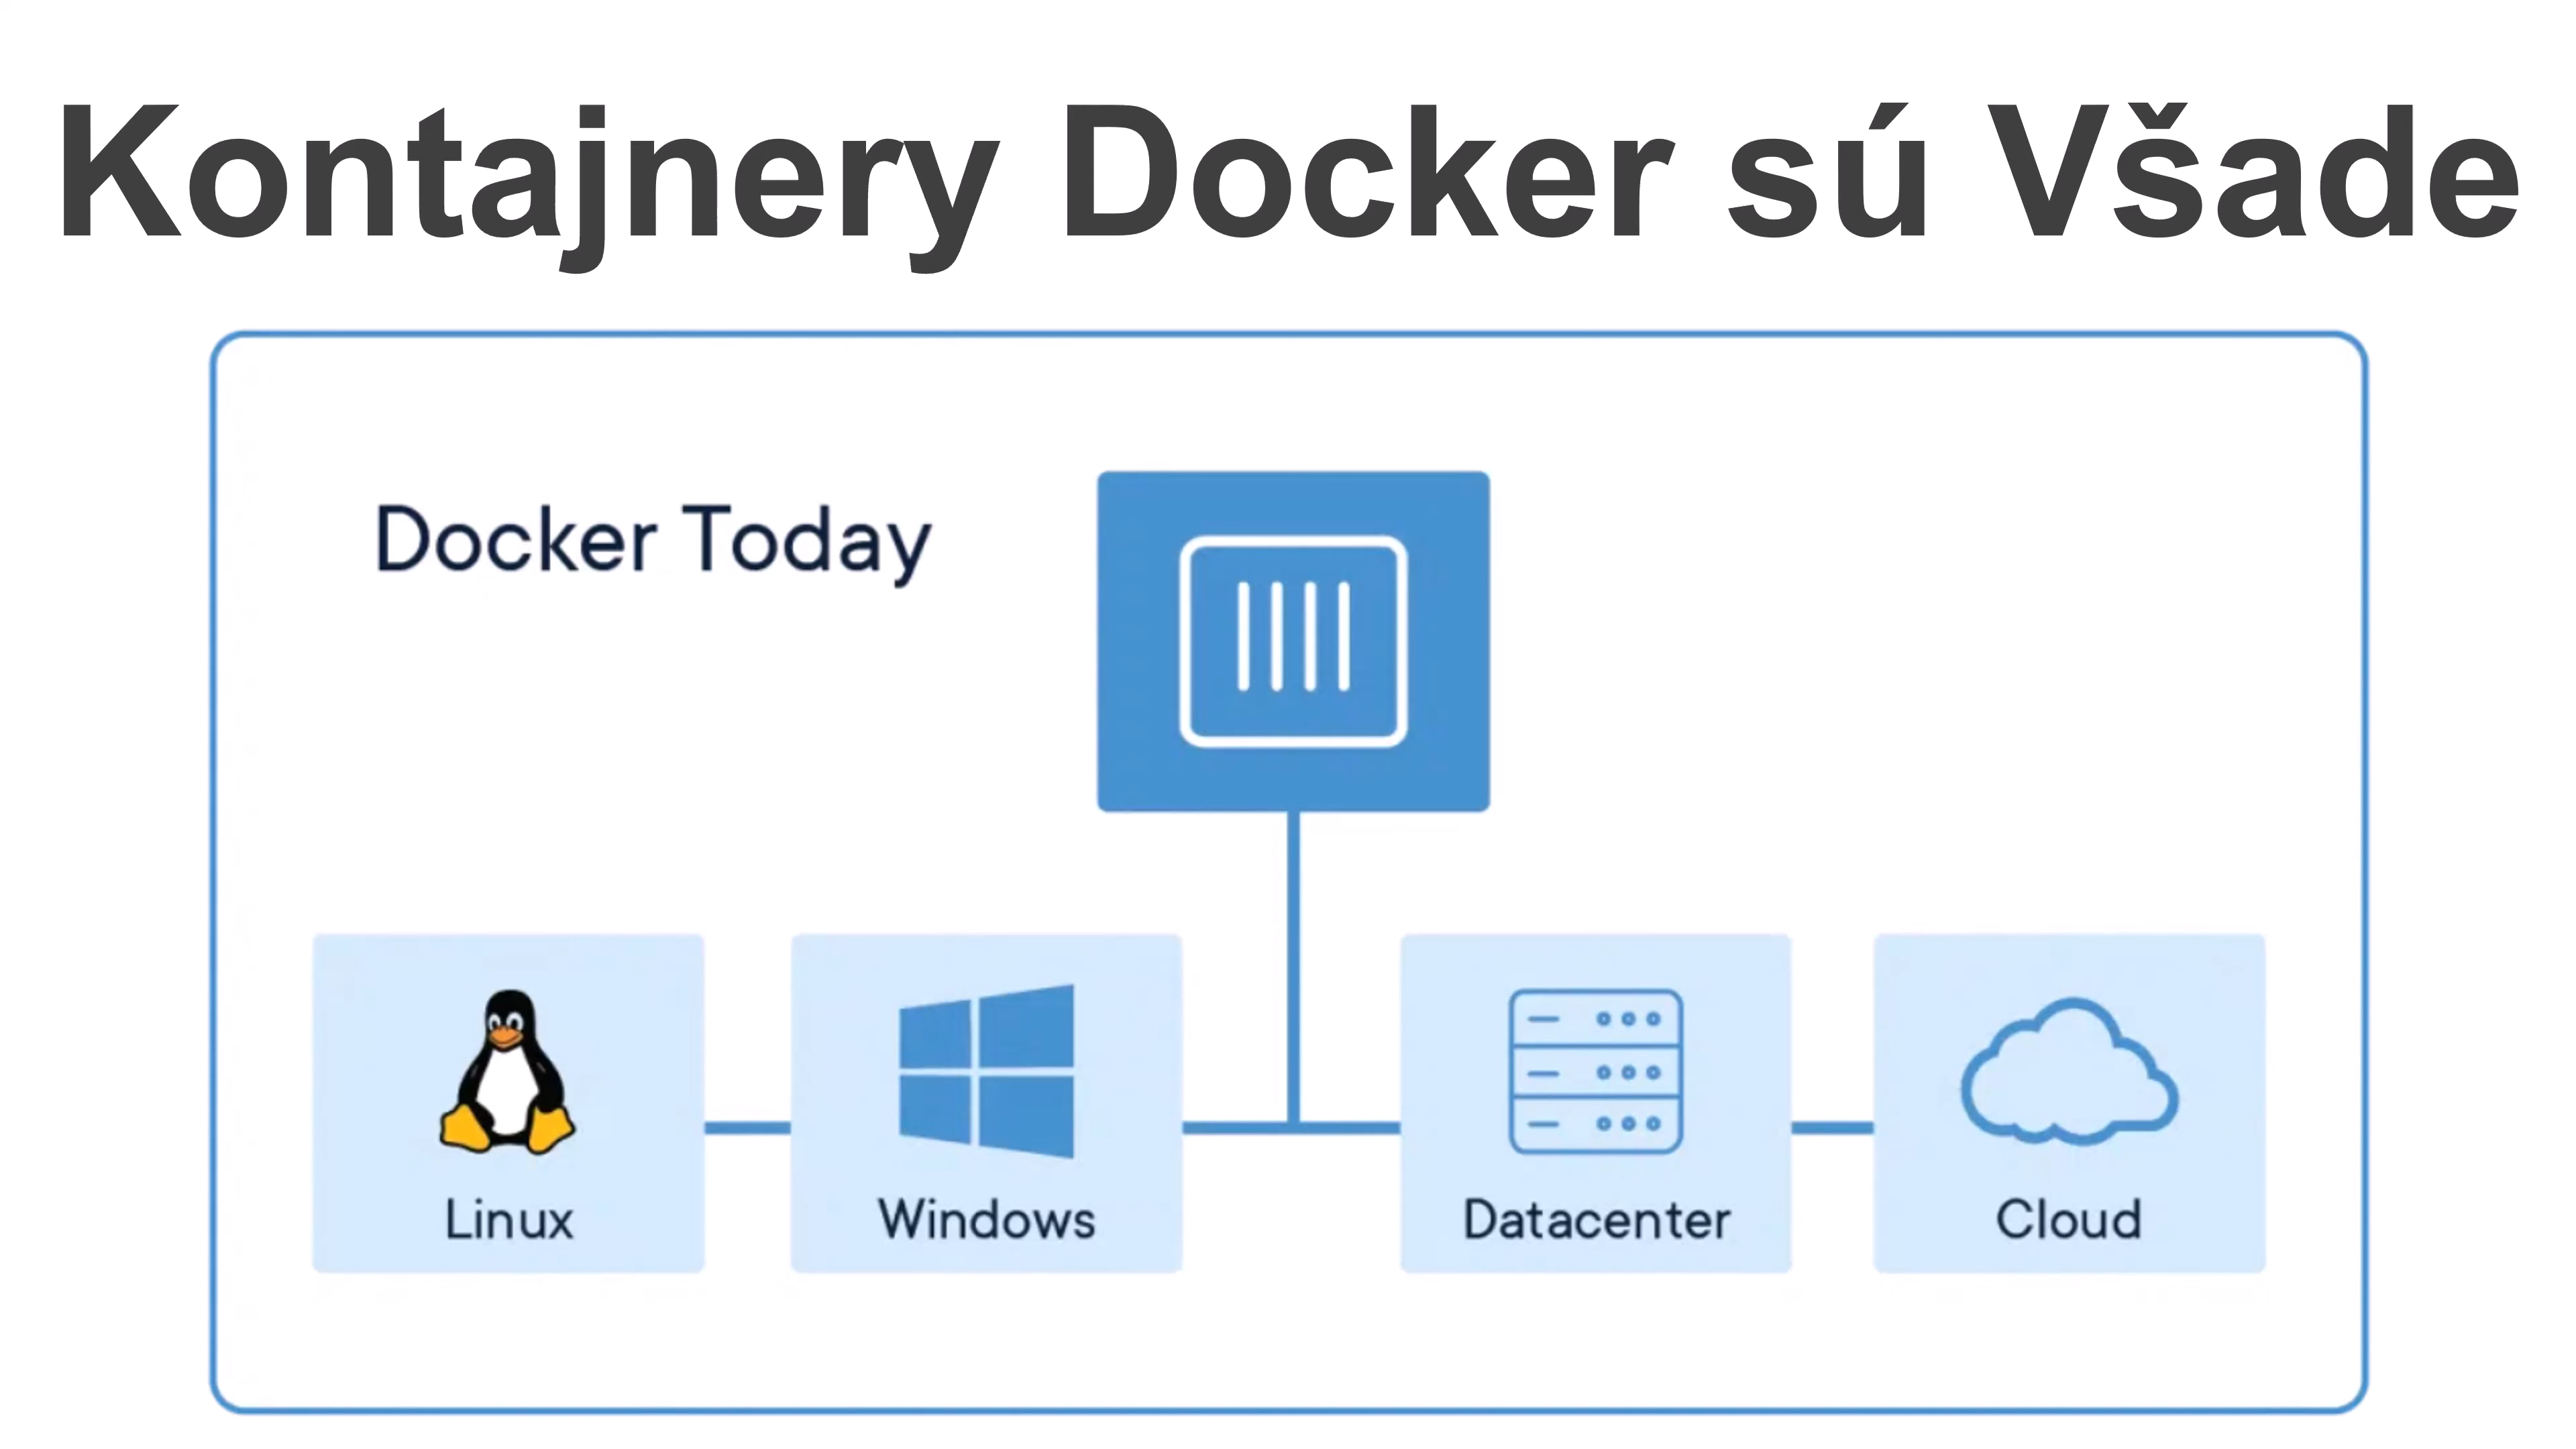 Kontajnery Docker sú Všade
Docker Today
Linux
Windows
Datacenter
Cloud